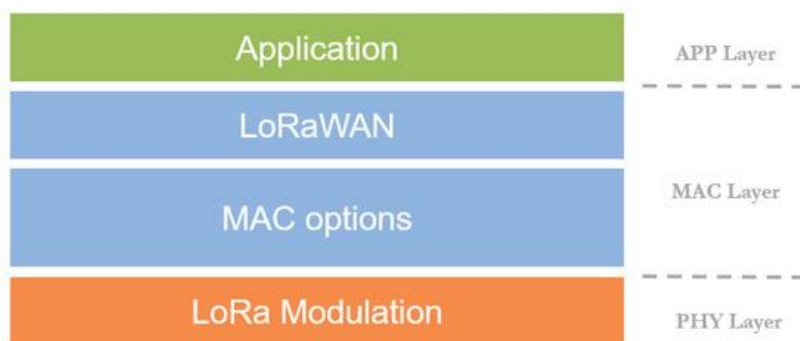 Application
APP Layer
LoRaWAN
MAC Layer
MAC options
LoRa Modulation
PHY Layer